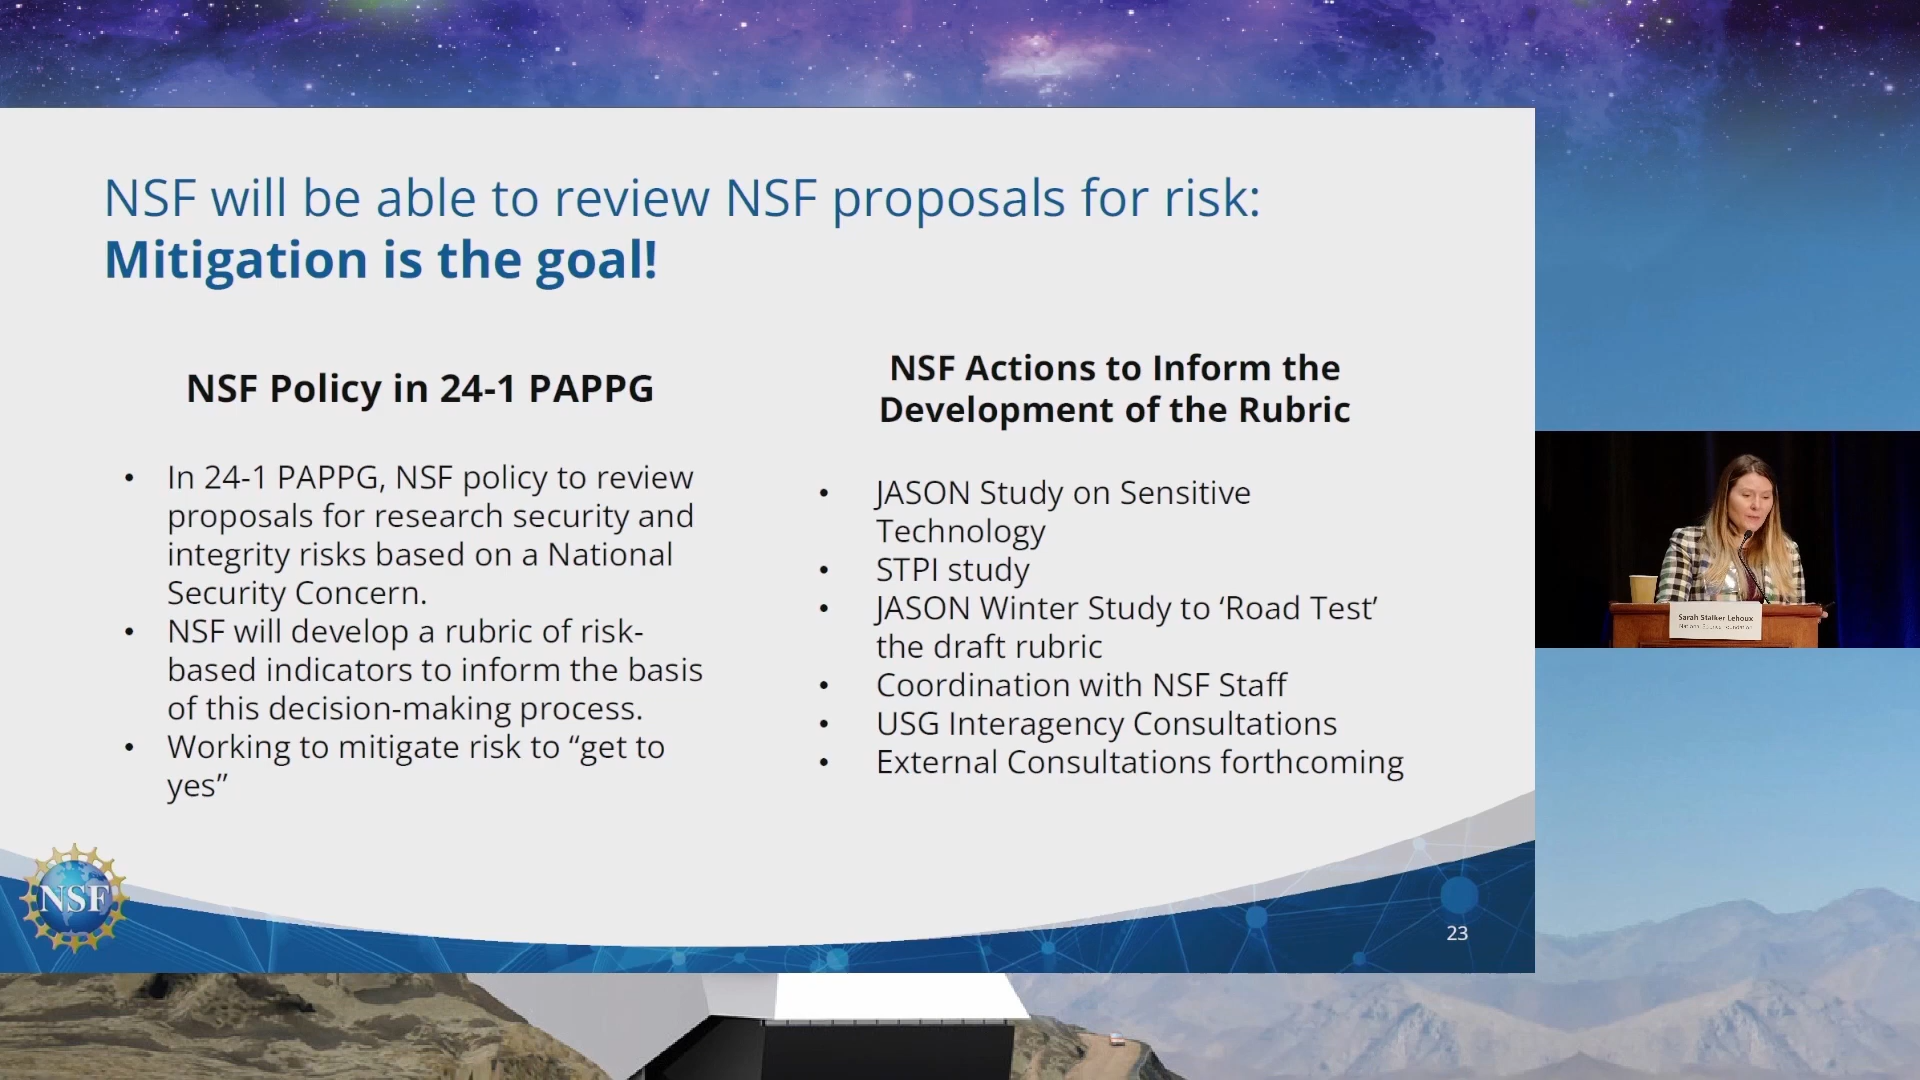 NSF will be able to review NSF proposals for risk:
Mitigation is the goal!
NSF Policy in 24-1 PAPPG
• In 24-1 PAPPG, NSF policy to review
proposals for research security and
integrity risks based on a National
Security Concern.
• NSF will develop a rubric of risk-
based indicators to inform the basis
of this decision-making process.
• Working to mitigate risk to “get to
yes”
NSF Actions to Inform the
Development of the Rubric
• JASON Study on Sensitive
Technology
• STPI study
• JASON Winter Study to ‘Road Test’
the draft rubric
• Coordination with NSF Staff
• USG Interagency Consultations
• External Consultations forthcoming
NSF
23
Sarah Stalker Lehoux
National Science Foundation